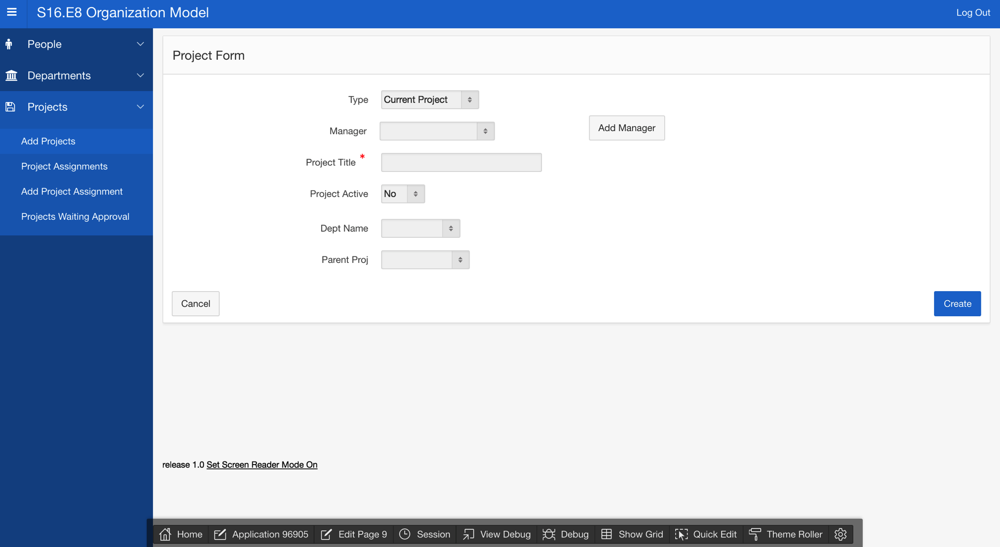 S16.E8 Organization Model
Log Out
People
Departments
Projects
Add Projects
Project Assignments
Add Project Assignment
Projects Waiting Approval
Project Form
Type
Current Project
Manager
Add Manager
Project Title *
Project Active
No
Dept Name
Parent Proj
Cancel
Create
release 1.0 Set Screen Reader Mode On
Home
Application 96905
Edit Page 9
Session
View Debug
Debug
Show Grid
Quick Edit
Theme Roller